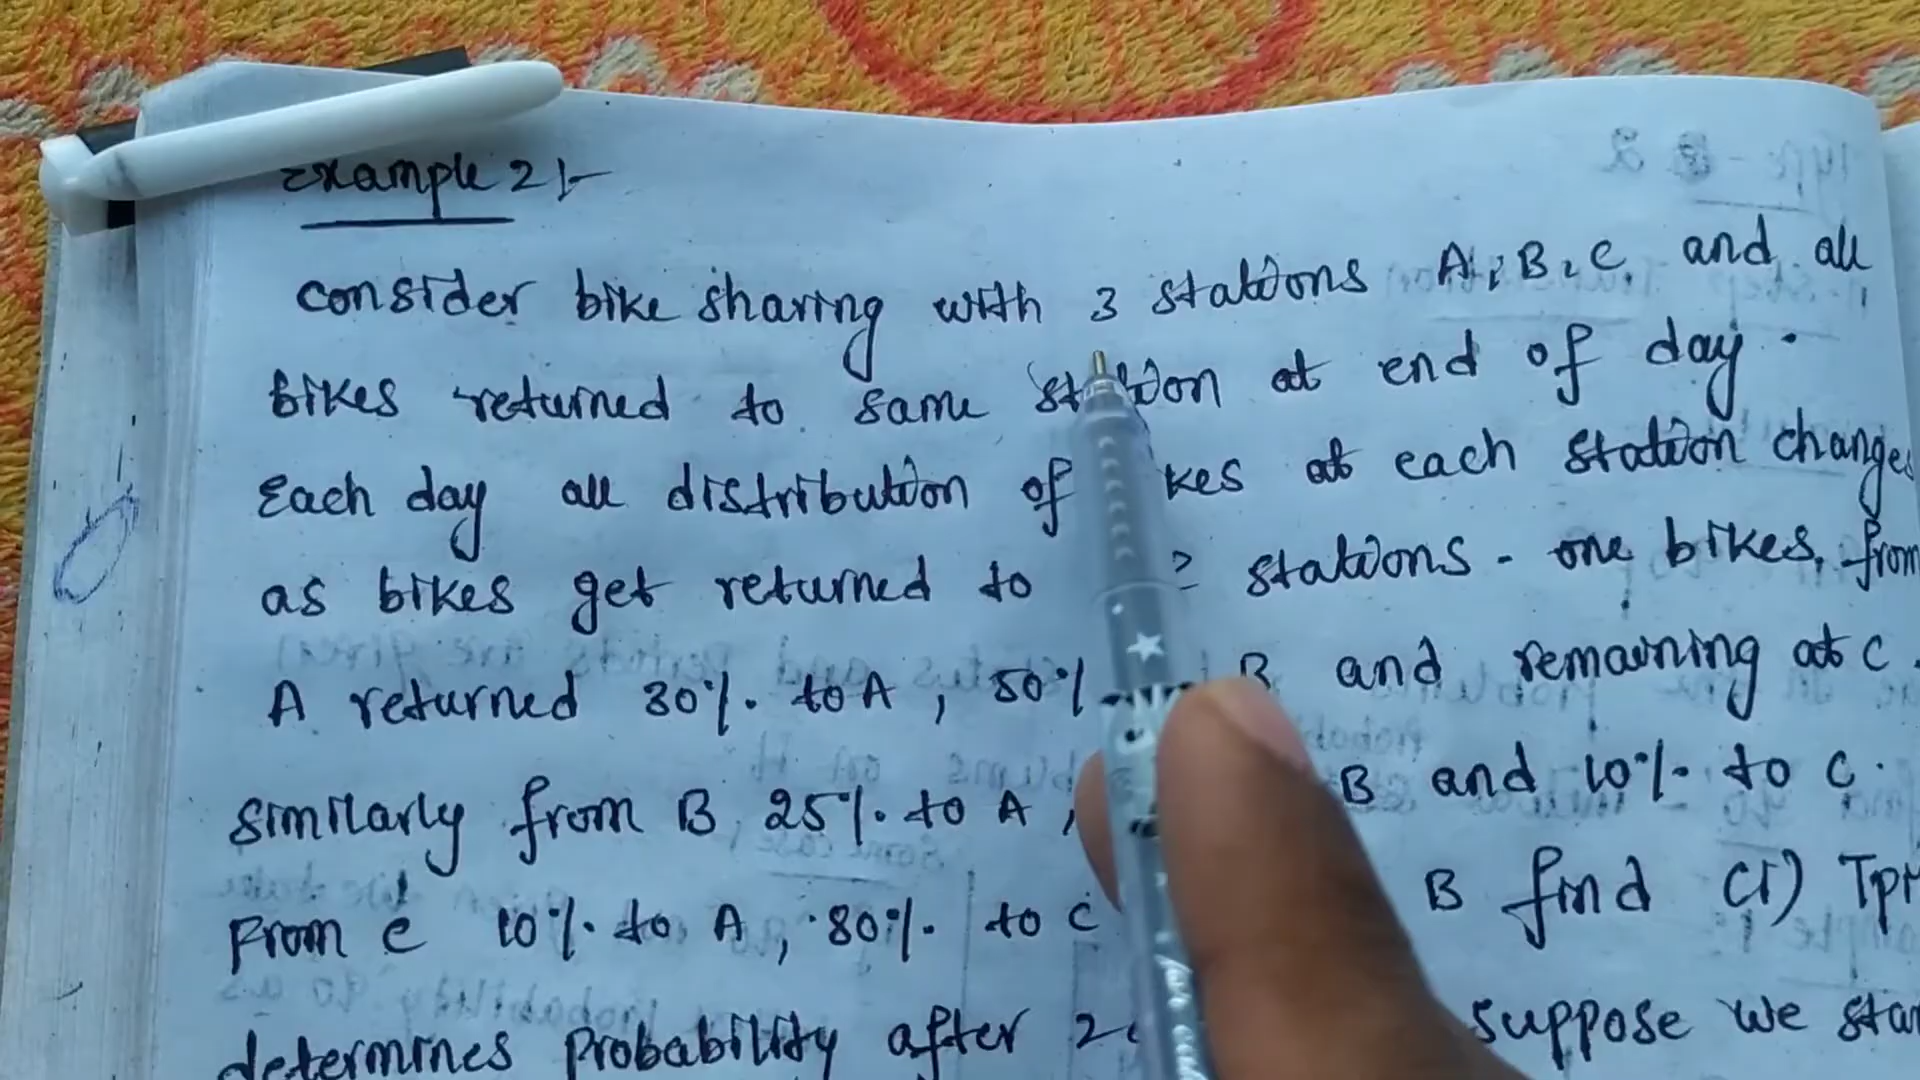 Example 2 :-
consider bike sharing with 3 stations A, B, C and all
bikes returned to same station at end of day.
Each day all distribution of kes at each station changes
as bikes get returned to 2 stations. one bikes, from
A returned 30%. to A, 50% B and remaining at C.
similarly from B 25%. to A, B and 10%. to C.
From C 10%. to A, 80%. to C B find (i) Tpm
determines probability after 2 suppose we star